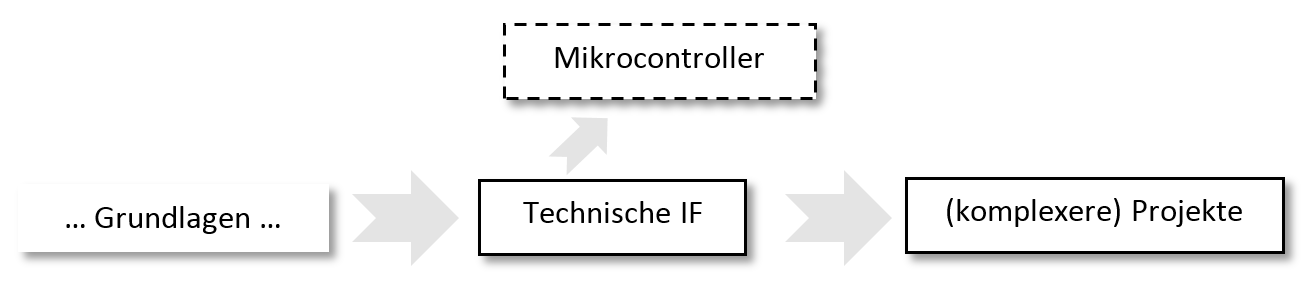 Mikrocontroller
... Grundlagen ...
Technische IF
(komplexere) Projekte